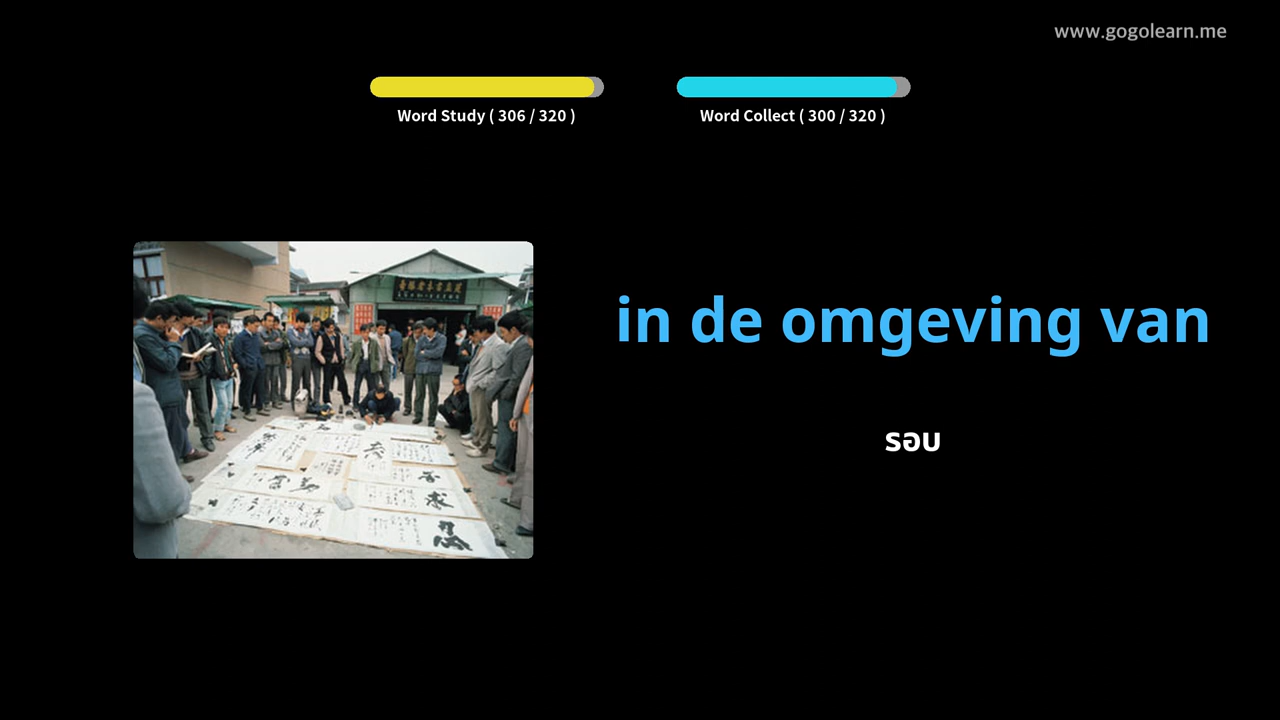 www.gogolearn.me
Word Study ( 306 / 320 )
Word Collect ( 300 / 320 )
in de omgeving van
รอบ